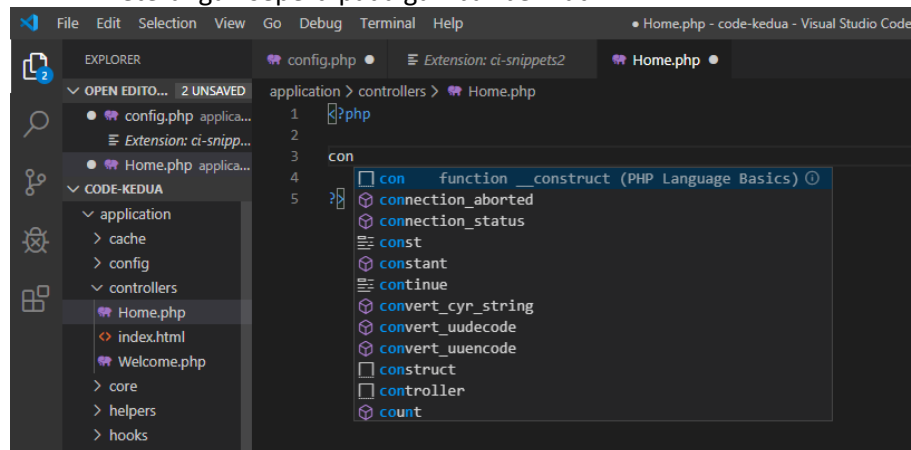 File Edit Selection View Go Debug Terminal Help ● Home.php - code-kedua - Visual Studio Code
EXPLORER
config.php ● Extension: ci-snippets2 Home.php ●
OPEN EDITO... 2 UNSAVED
application > controllers > Home.php
● config.php applica...
1 <?php
Extension: ci-snipp...
2
● Home.php applica...
3 con
CODE-KEDUA
4 con function __construct (PHP Language Basics)
5 ?>
connection_aborted
application
connection_status
cache
const
config
constant
controllers
continue
Home.php
convert_cyr_string
index.html
convert_uudecode
Welcome.php
convert_uuencode
core
construct
helpers
controller
hooks
count
2